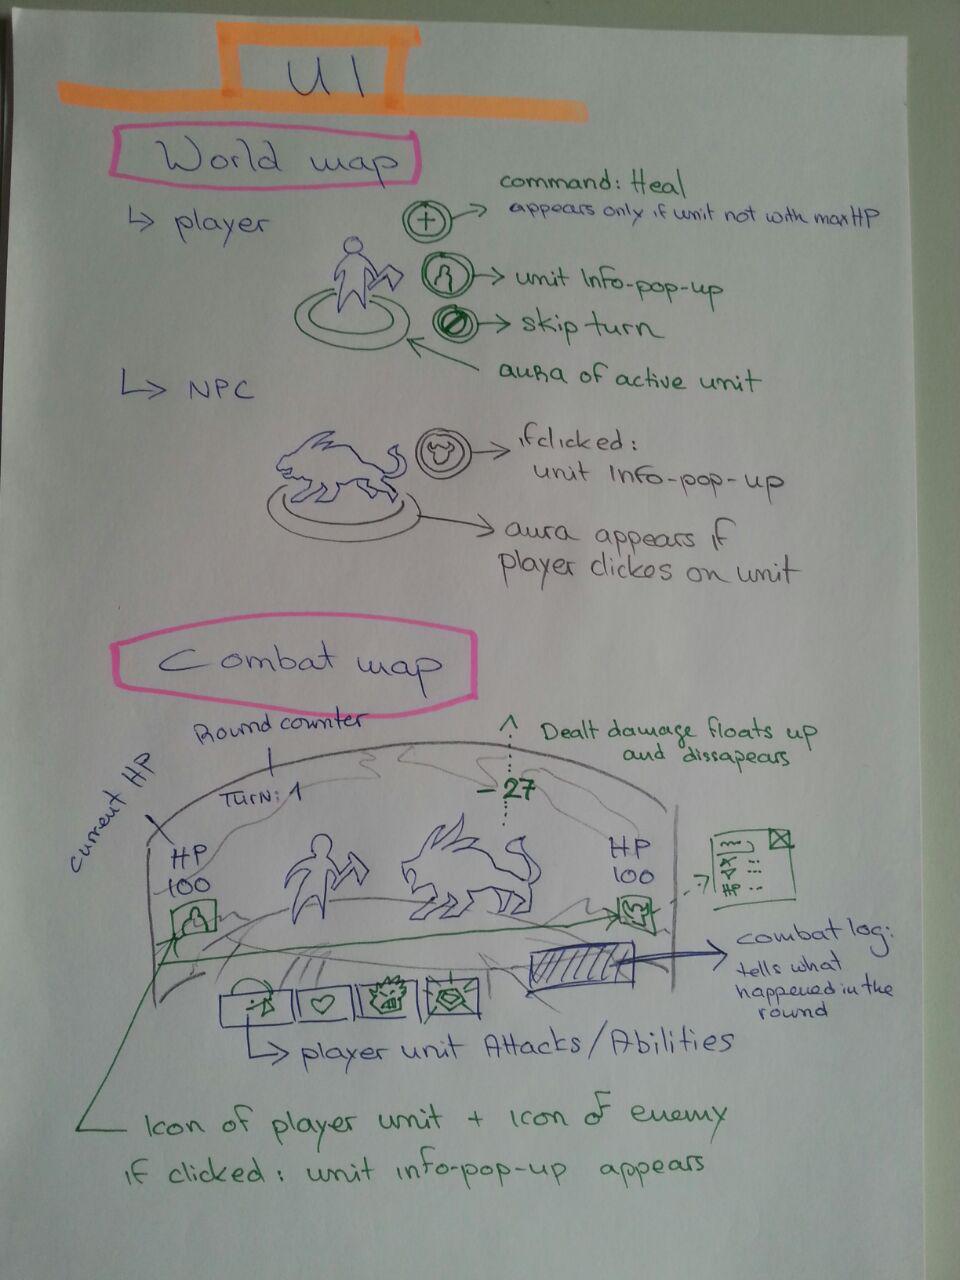 UI
World map
↳ player
command: Heal
appears only if unit not with max HP
unit Info-pop-up
skip turn
aura of active unit
↳ NPC
if clicked:
unit Info-pop-up
aura appears if
player clickes on unit
Combat map
Round counter
Dealt damage floats up
and dissapears
Current HP
TURN: 1
- 27
HP
100
HP
100
HP
combat log:
tells what
happened in the
round
↳ player unit Attacks/Abilities
Icon of player unit + Icon of enemy
if clicked: unit info-pop-up appears